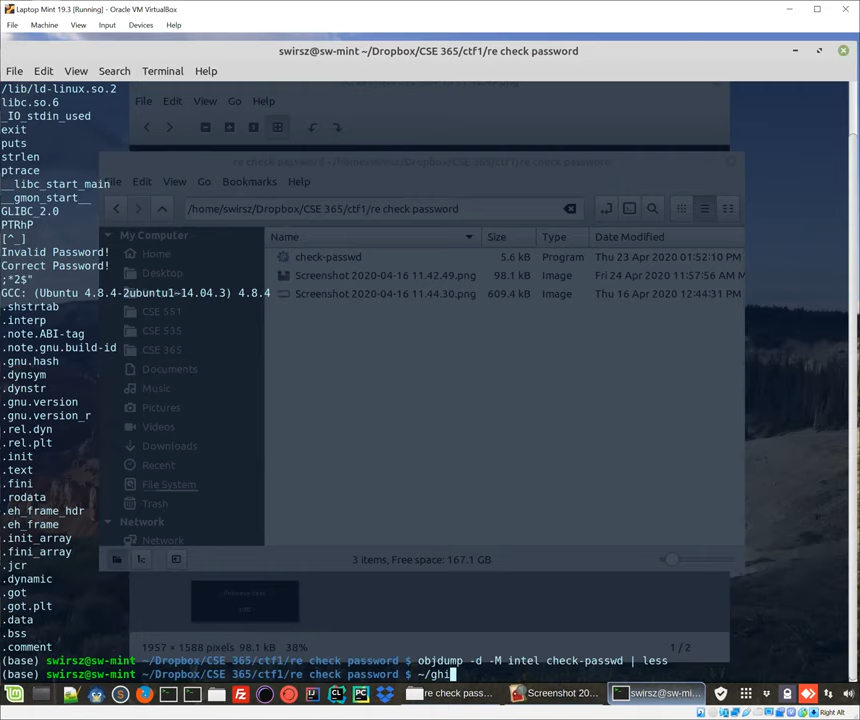 Laptop Mint 19.3 [Running] - Oracle VM VirtualBox
File Machine View Input Devices Help
swirsz@sw-mint ~/Dropbox/CSE 365/ctf1/re check password
File Edit View Search Terminal Help
/lib/ld-linux.so.2
libc.so.6
_IO_stdin_used
exit
puts
strlen
ptrace
__libc_start_main
__gmon_start__
GLIBC_2.0
PTRhP
[^_]
Invalid Password!
Correct Password!
;*2$"
GCC: (Ubuntu 4.8.4-2ubuntu1~14.04.3) 4.8.4
.shstrtab
.interp
.note.ABI-tag
.note.gnu.build-id
.gnu.hash
.dynsym
.dynstr
.gnu.version
.gnu.version_r
.rel.dyn
.rel.plt
.init
.text
.fini
.rodata
.eh_frame_hdr
.eh_frame
.init_array
.fini_array
.jcr
.dynamic
.got
.got.plt
.data
.bss
.comment
(base) swirsz@sw-mint ~/Dropbox/CSE 365/ctf1/re check password $ objdump -d -M intel check-passwd | less
(base) swirsz@sw-mint ~/Dropbox/CSE 365/ctf1/re check password $ ~/ghi
File Edit View Go Help
re check password - /home/swirsz/Dropbox/CSE 365/ctf1/re check password
File Edit View Go Bookmarks Help
/home/swirsz/Dropbox/CSE 365/ctf1/re check password
My Computer
Home
Desktop
CSE 551
CSE 535
CSE 365
Documents
Music
Pictures
Videos
Downloads
Recent
File System
Trash
Network
Network
Name Size Type Date Modified
check-passwd 5.6 kB Program Thu 23 Apr 2020 01:52:10 PM
Screenshot 2020-04-16 11.42.49.png 98.1 kB Image Fri 24 Apr 2020 11:57:56 AM M
Screenshot 2020-04-16 11.44.30.png 609.4 kB Image Thu 16 Apr 2020 12:44:31 PM
3 items, Free space: 167.1 GB
1957 × 1588 pixels 98.1 kB 38%
1 / 2
re check pass...
Screenshot 20...
swirsz@sw-mi...
Right Alt